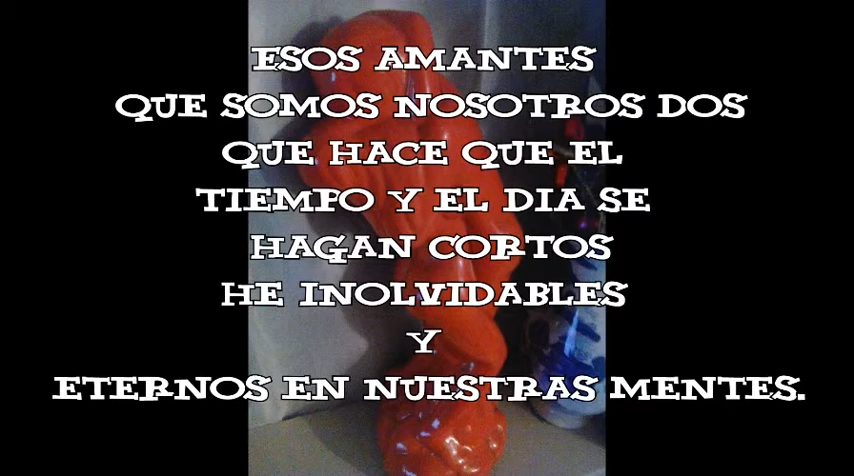 ESOS AMANTES
QUE SOMOS NOSOTROS DOS
QUE HACE QUE EL
TIEMPO Y EL DIA SE
HAGAN CORTOS
HE INOLVIDABLES
Y
ETERNOS EN NUESTRAS MENTES.